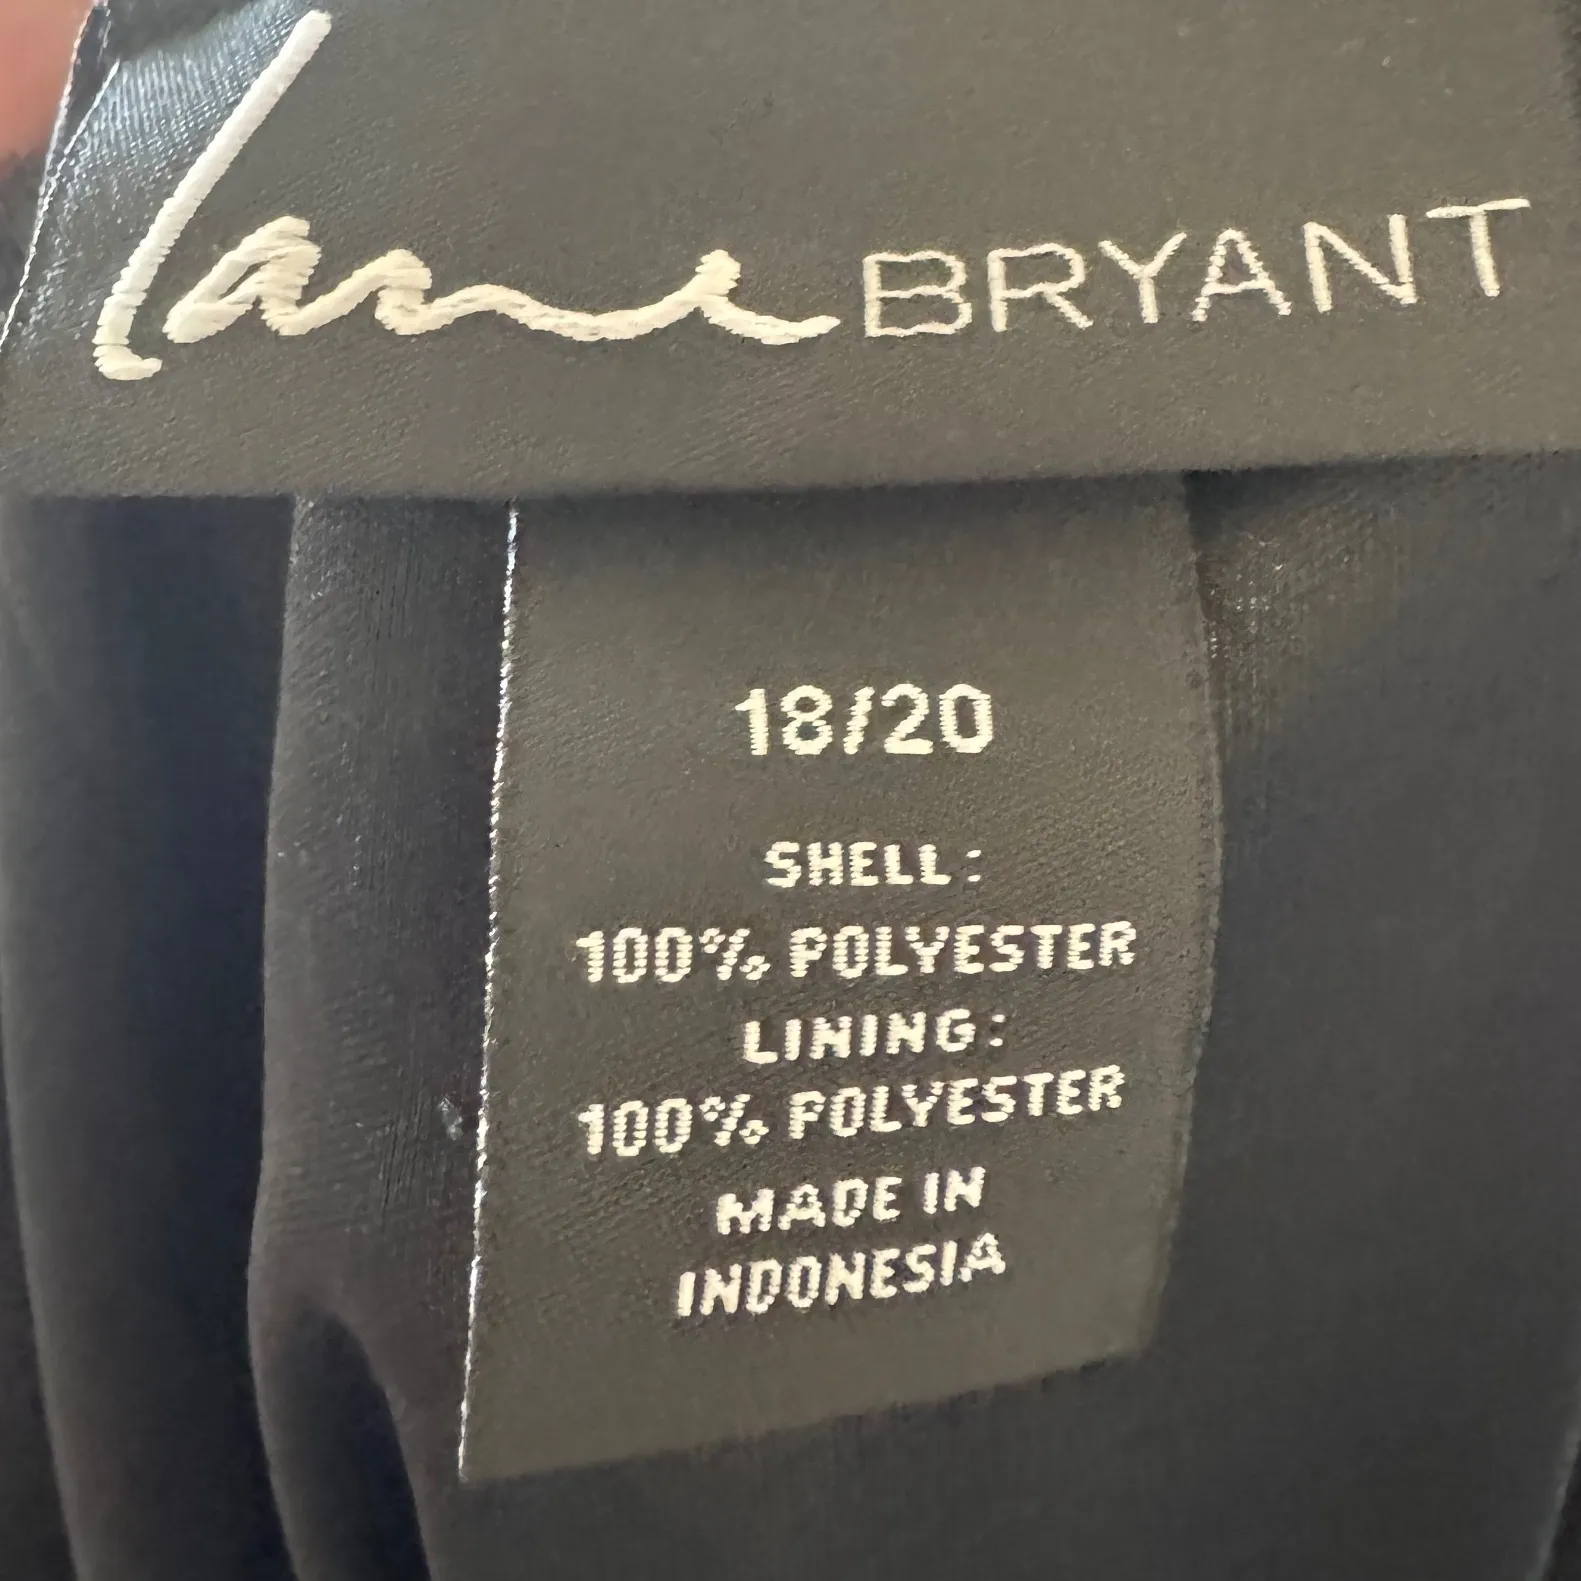 Lane BRYANT
18/20
SHELL:
100% POLYESTER
LINING:
100% POLYESTER
MADE IN
INDONESIA